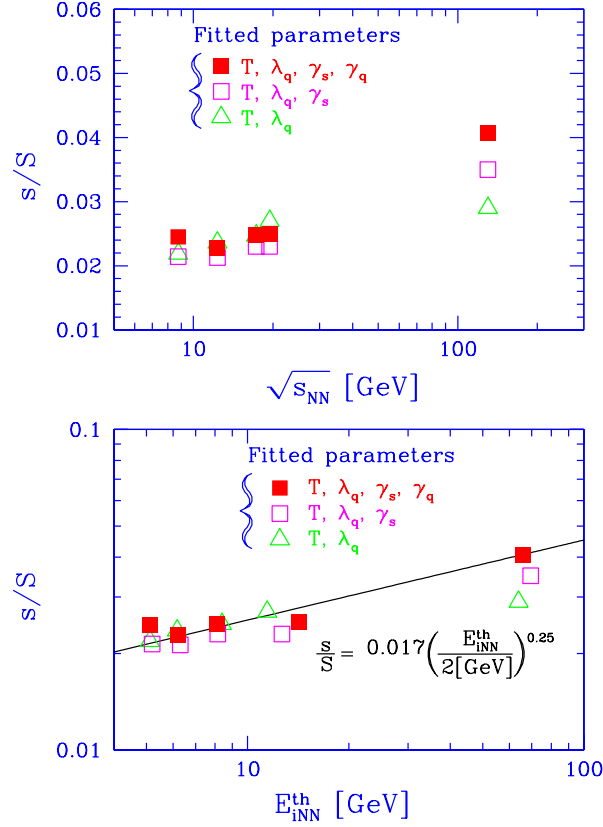 0.06
0.05
0.04
0.03
0.02
0.01
s/S
Fitted parameters
T, λq, γs, γq
T, λq, γs
T, λq
10
100
√sNN [GeV]
0.1
0.01
s/S
Fitted parameters
T, λq, γs, γq
T, λq, γs
T, λq
s/S = 0.017(E^th_iNN/2[GeV])^0.25
10
100
E^th_iNN [GeV]